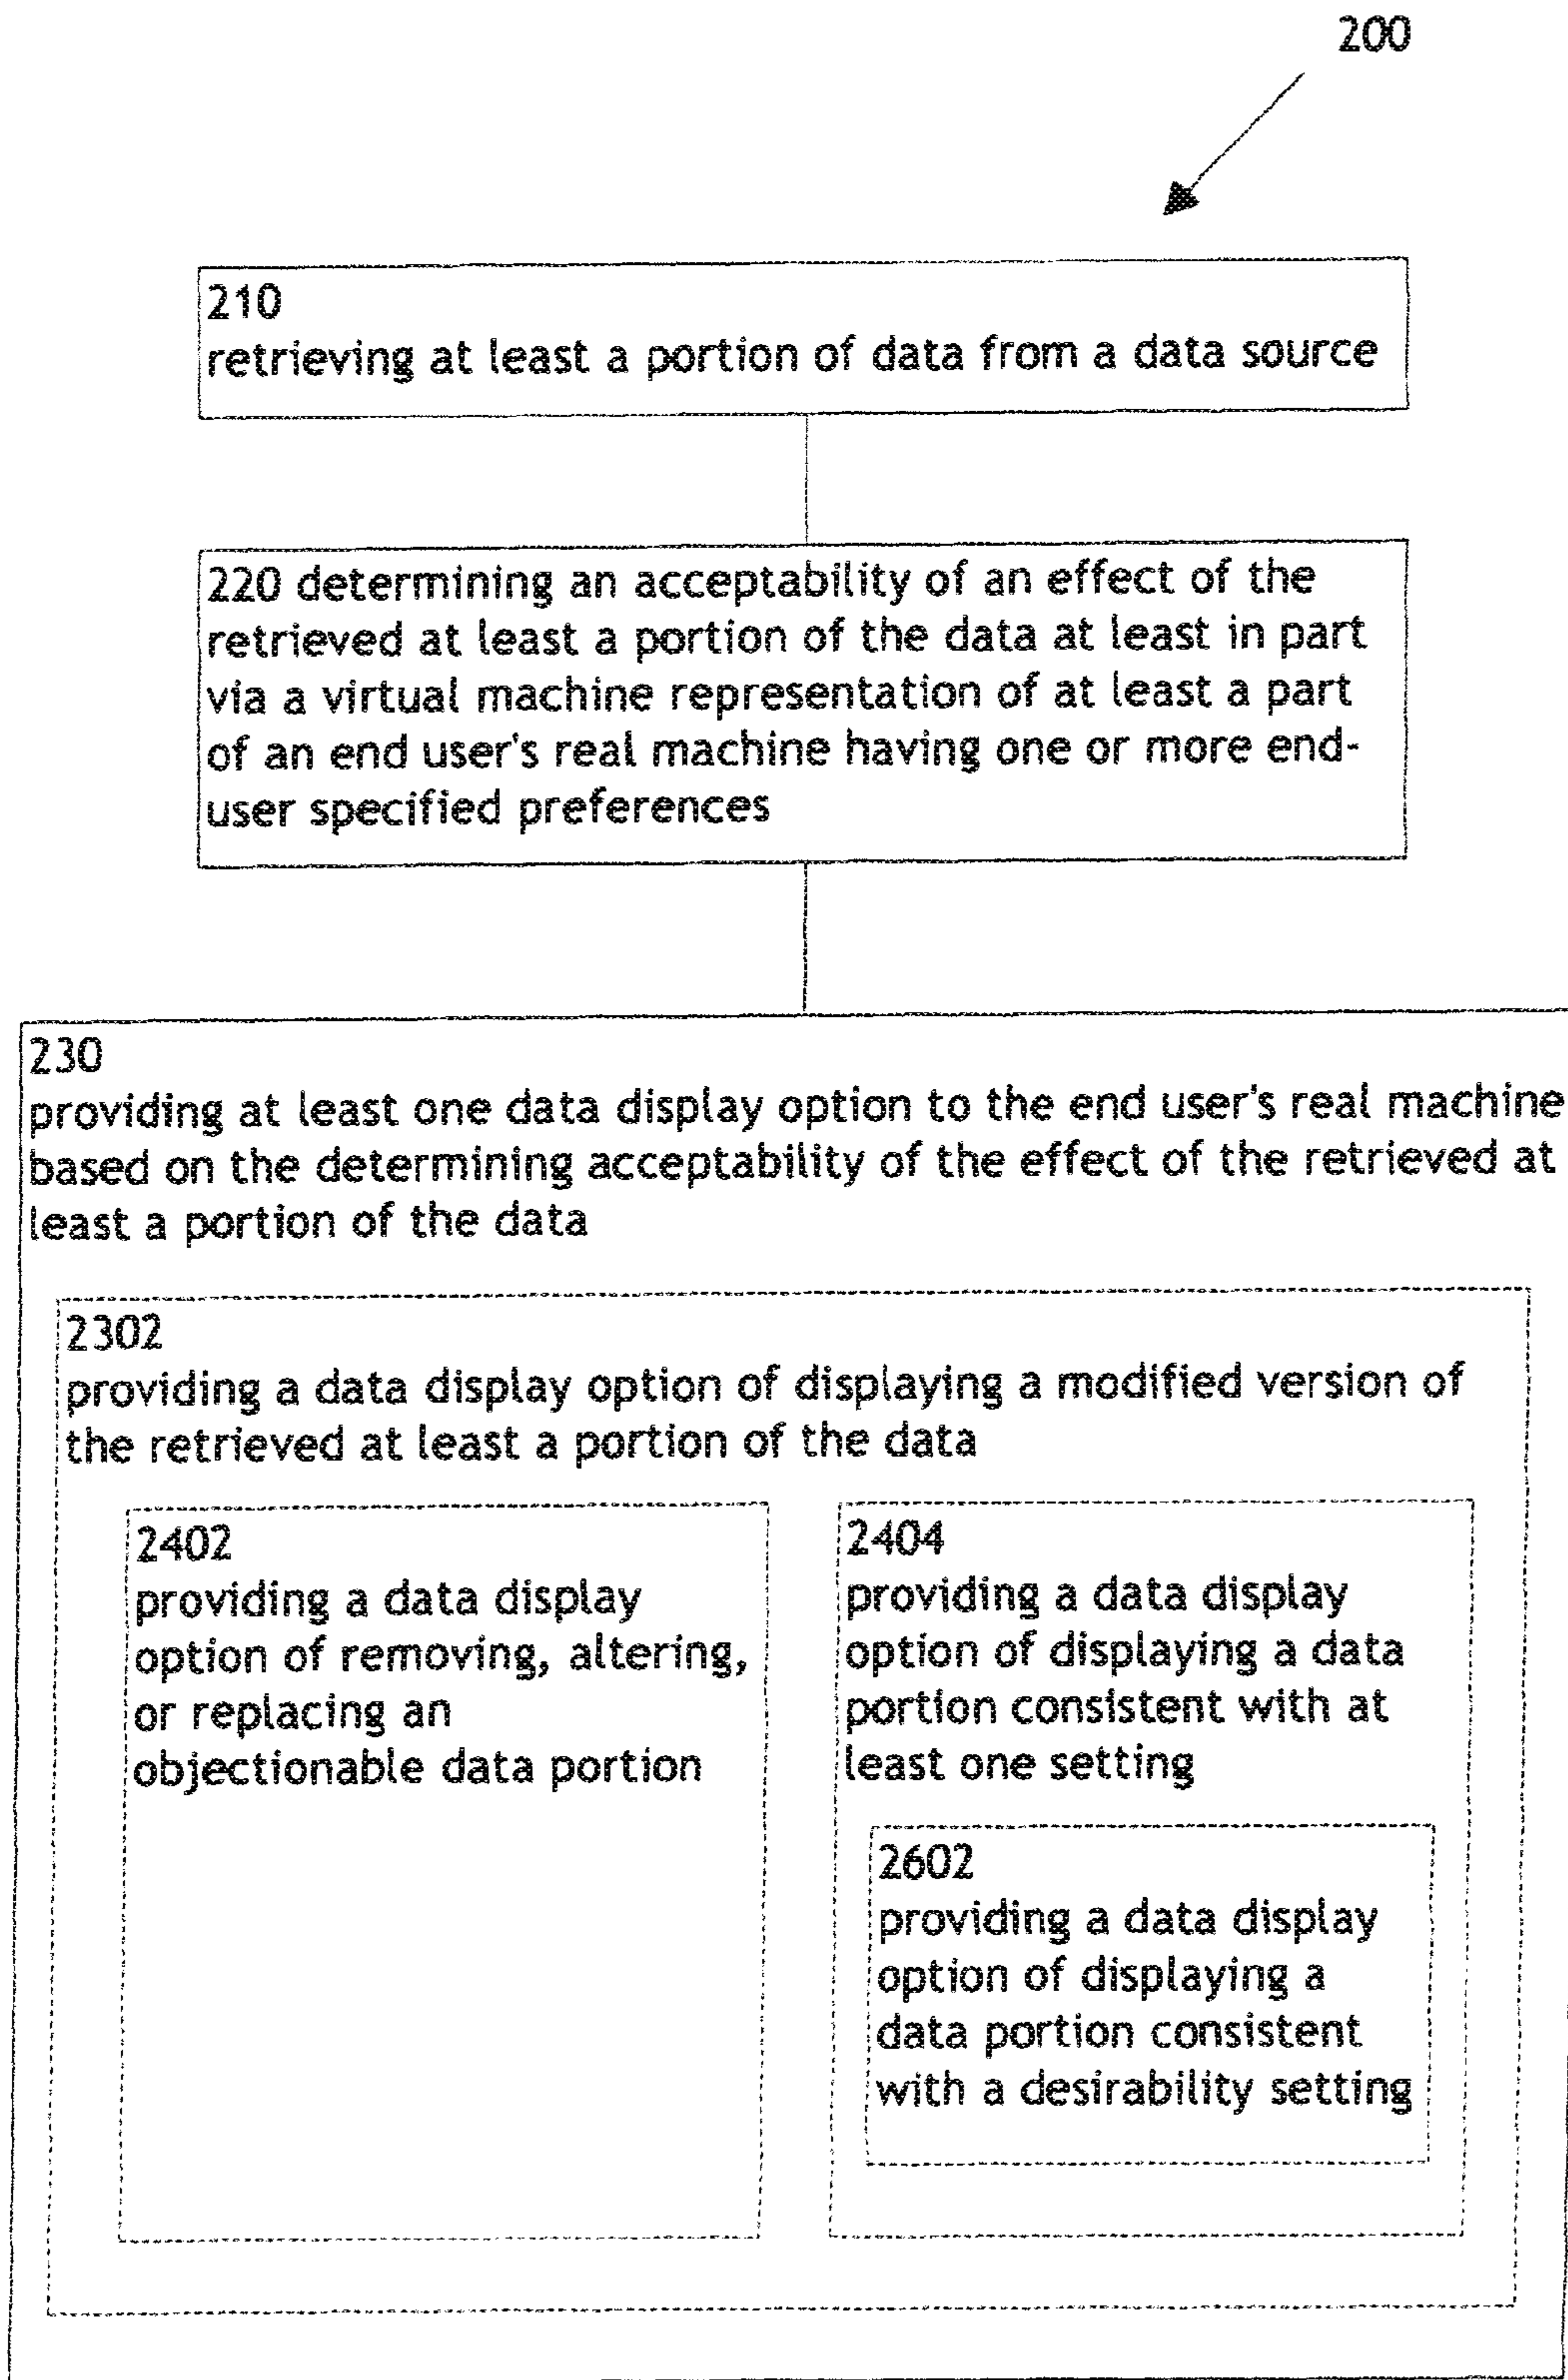 200
210
retrieving at least a portion of data from a data source
220 determining an acceptability of an effect of the
retrieved at least a portion of the data at least in part
via a virtual machine representation of at least a part
of an end user's real machine having one or more end-
user specified preferences
230
providing at least one data display option to the end user's real machine
based on the determining acceptability of the effect of the retrieved at
least a portion of the data
2302
providing a data display option of displaying a modified version of
the retrieved at least a portion of the data
2402
providing a data display
option of removing, altering,
or replacing an
objectionable data portion
2404
providing a data display
option of displaying a data
portion consistent with at
least one setting
2602
providing a data display
option of displaying a
data portion consistent
with a desirability setting